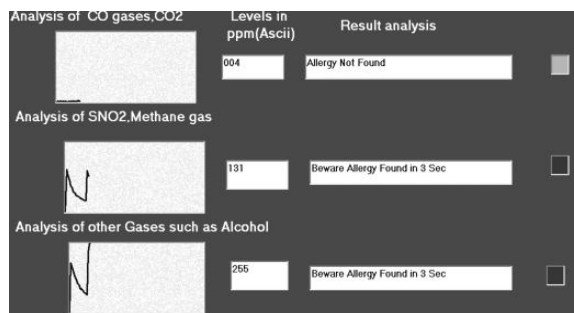 Analysis of CO gases,CO2
Levels in
ppm(Ascii)
Result analysis
004
Allergy Not Found
Analysis of SNO2,Methane gas
131
Beware Allergy Found in 3 Sec
Analysis of other Gases such as Alcohol
255
Beware Allergy Found in 3 Sec